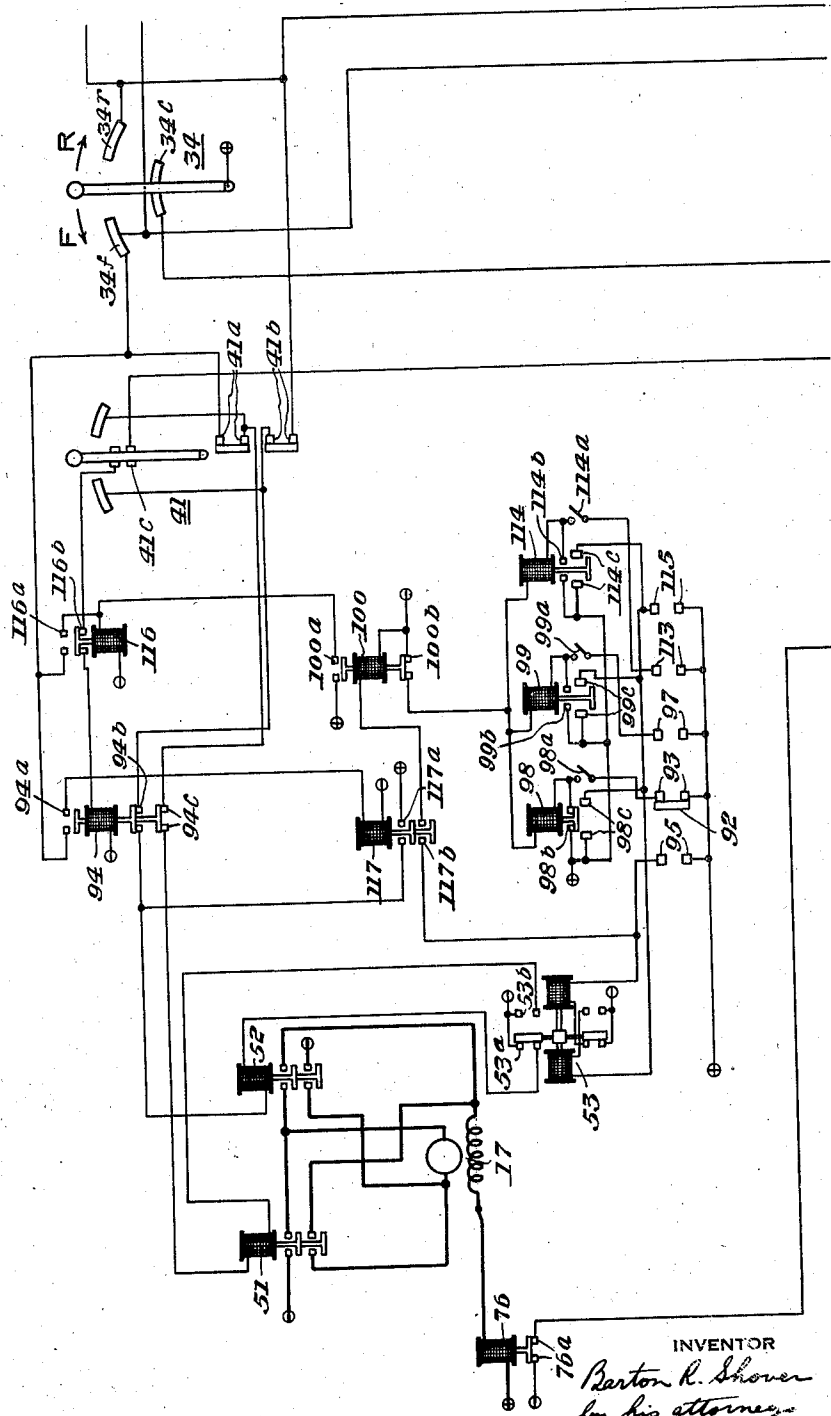 R
F
34r
34c
34
34f
41a
41b
41c
41
116a
116b
116
100a
100
100b
94a
94b
94
94c
117a
117
117b
114
114b
114a
114c
99a
99
99b
99c
98a
98
98b
98c
115
113
97
93
92
95
52
53b
53a
53
51
17
76
76a
INVENTOR
Barton R. Shover
by his attorneys